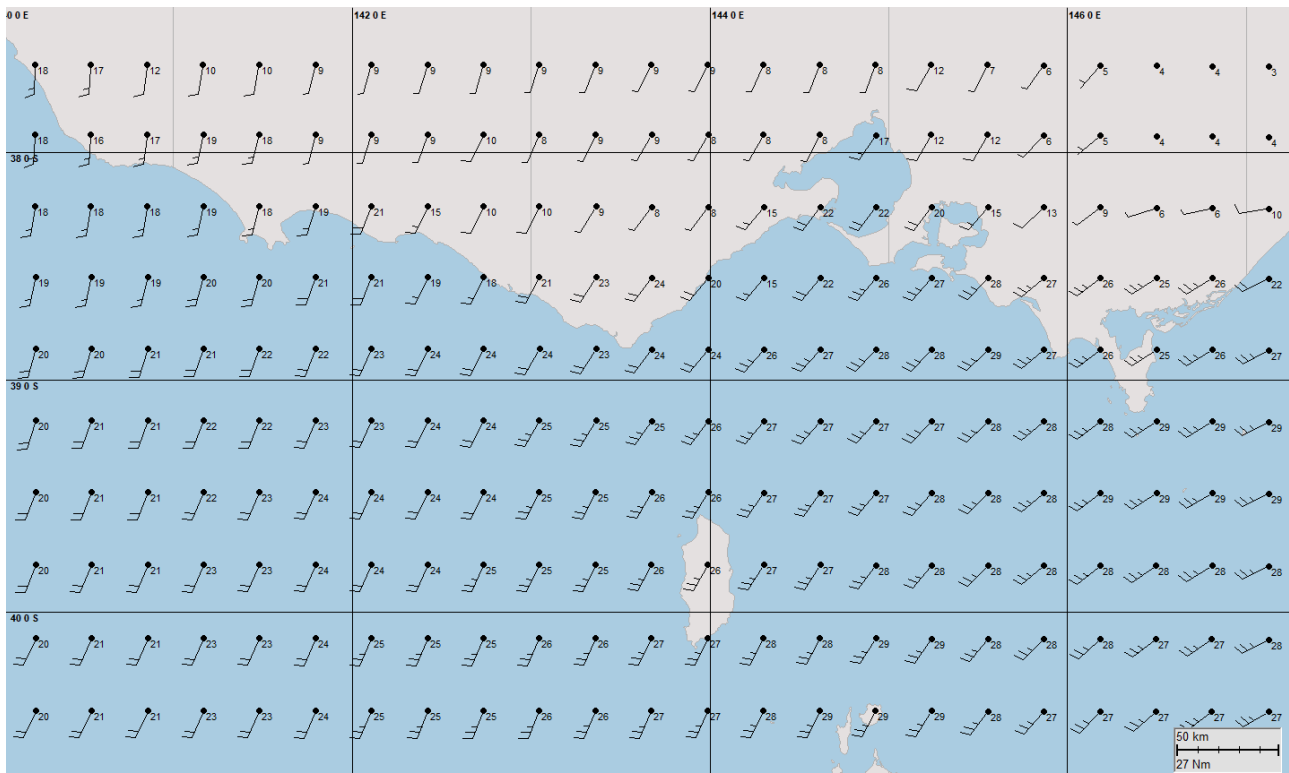 0 0 E 142 0 E 144 0 E 146 0 E
18 17 12 10 10 9 9 9 9 9 9 9 9 8 8 8 12 7 6 5 4 4 3
18 16 17 19 18 9 9 9 10 8 9 9 8 8 8 17 12 12 6 5 4 4 4
38 0 S
18 18 18 19 18 19 21 15 10 10 9 8 8 15 22 22 20 15 13 9 6 6 10
19 19 19 20 20 21 21 19 18 21 23 24 20 15 22 26 27 28 27 26 25 26 22
20 20 21 21 22 22 23 24 24 24 23 24 24 26 27 28 28 29 27 26 25 26 27
39 0 S
20 21 21 22 22 23 23 24 24 25 25 25 26 27 27 27 27 28 28 28 29 29 29
20 21 21 22 23 24 24 24 24 25 25 26 26 27 27 27 28 28 28 29 29 29 29
20 21 21 23 23 24 24 24 25 25 25 26 26 27 27 28 28 28 28 28 28 28 28
40 0 S
20 21 21 23 23 24 25 25 25 26 26 27 27 28 28 29 29 28 28 28 27 27 28
20 21 21 23 23 24 25 25 25 26 26 27 27 28 29 29 29 28 27 27 27 27 27
50 km
27 Nm